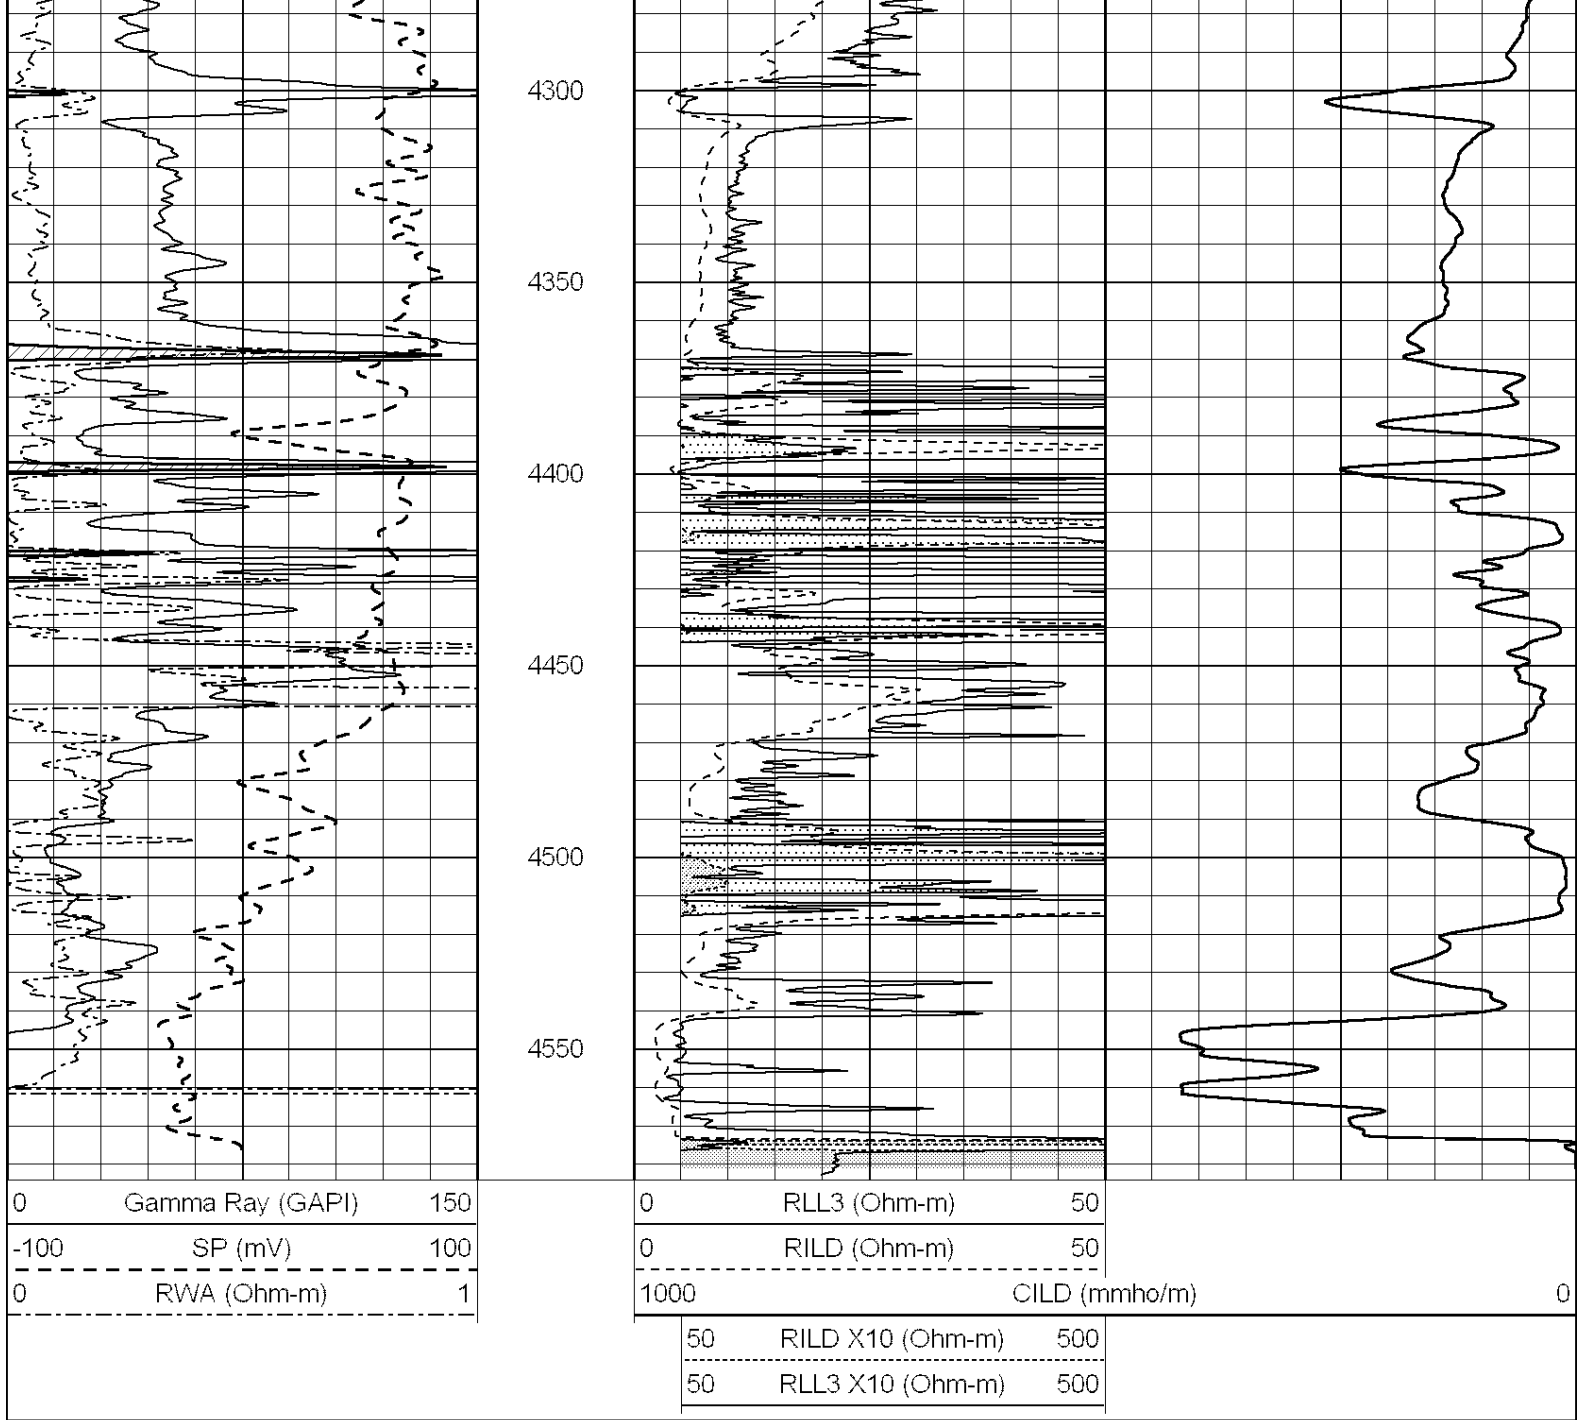 4300
4350
4400
4450
4500
4550
0 Gamma Ray (GAPI) 150
-100 SP (mV) 100
0 RWA (Ohm-m) 1
0 RLL3 (Ohm-m) 50
0 RILD (Ohm-m) 50
1000 CILD (mmho/m) 0
50 RILD X10 (Ohm-m) 500
50 RLL3 X10 (Ohm-m) 500